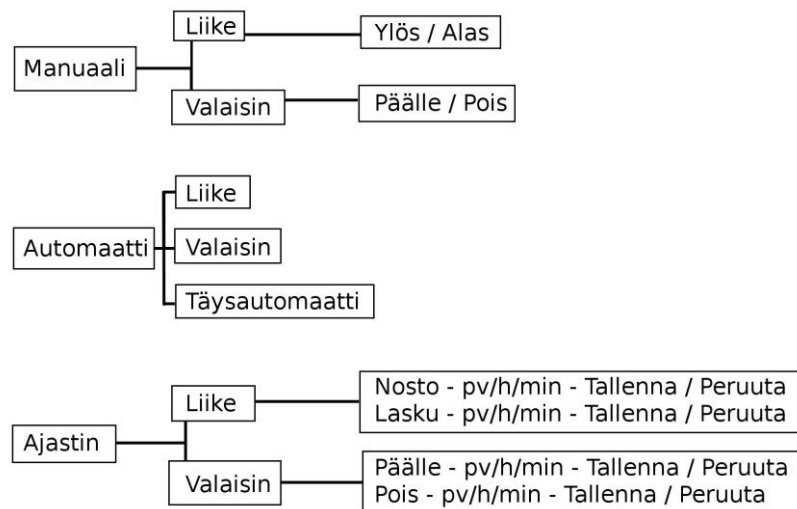 Liike
Ylös / Alas
Manuaali
Valaisin
Päälle / Pois
Liike
Automaatti
Valaisin
Täysautomaatti
Liike
Nosto - pv/h/min - Tallenna / Peruuta
Lasku - pv/h/min - Tallenna / Peruuta
Ajastin
Valaisin
Päälle - pv/h/min - Tallenna / Peruuta
Pois - pv/h/min - Tallenna / Peruuta